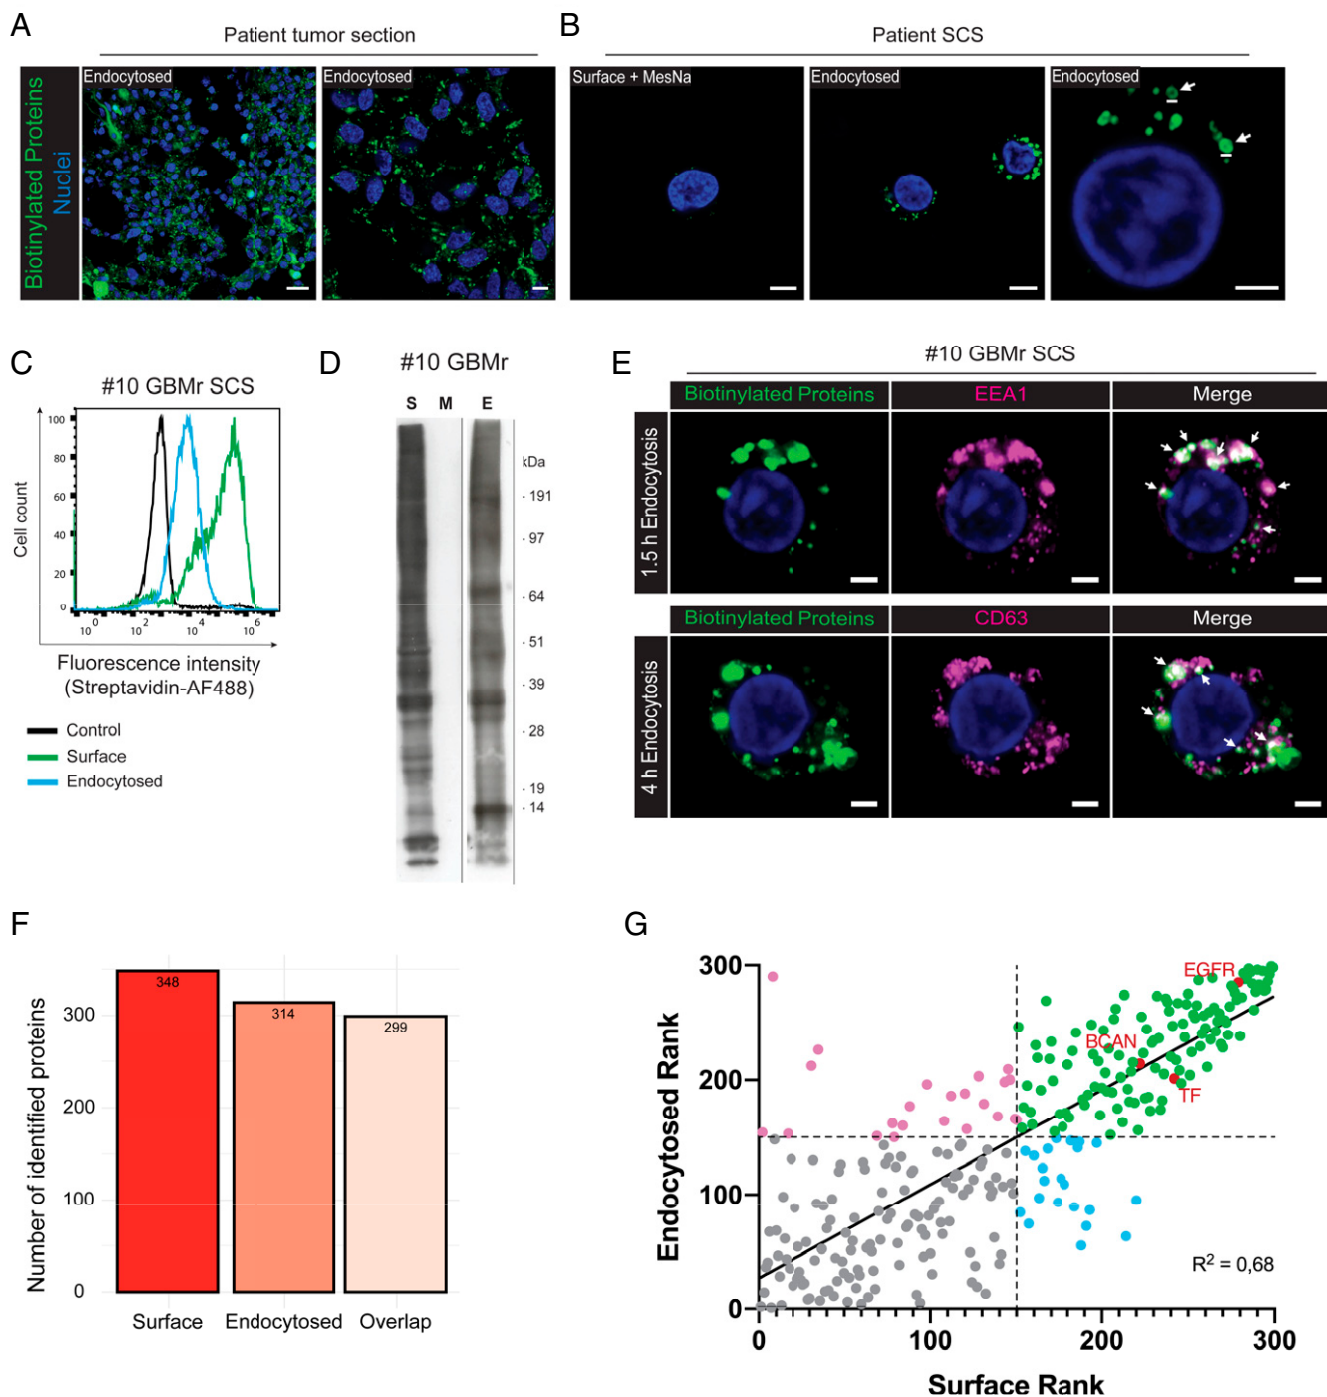 A
Patient tumor section
B
Patient SCS
Biotinylated Proteins
Nuclei
Endocytosed
Endocytosed
Surface + MesNa
Endocytosed
Endocytosed
C
#10 GBMr SCS
Cell count
100
80
60
40
20
0
10 0
10 2
10 4
10 6
Fluorescence intensity
(Streptavidin-AF488)
Control
Surface
Endocytosed
D
#10 GBMr
S M E
kDa
191
97
64
51
39
28
19
14
E
#10 GBMr SCS
Biotinylated Proteins EEA1 Merge
1.5 h Endocytosis
Biotinylated Proteins CD63 Merge
4 h Endocytosis
F
Number of identified proteins
300
200
100
0
348
314
299
Surface Endocytosed Overlap
G
Endocytosed Rank
300
200
100
0
EGFR
BCAN
TF
R2 = 0,68
0 100 200 300
Surface Rank